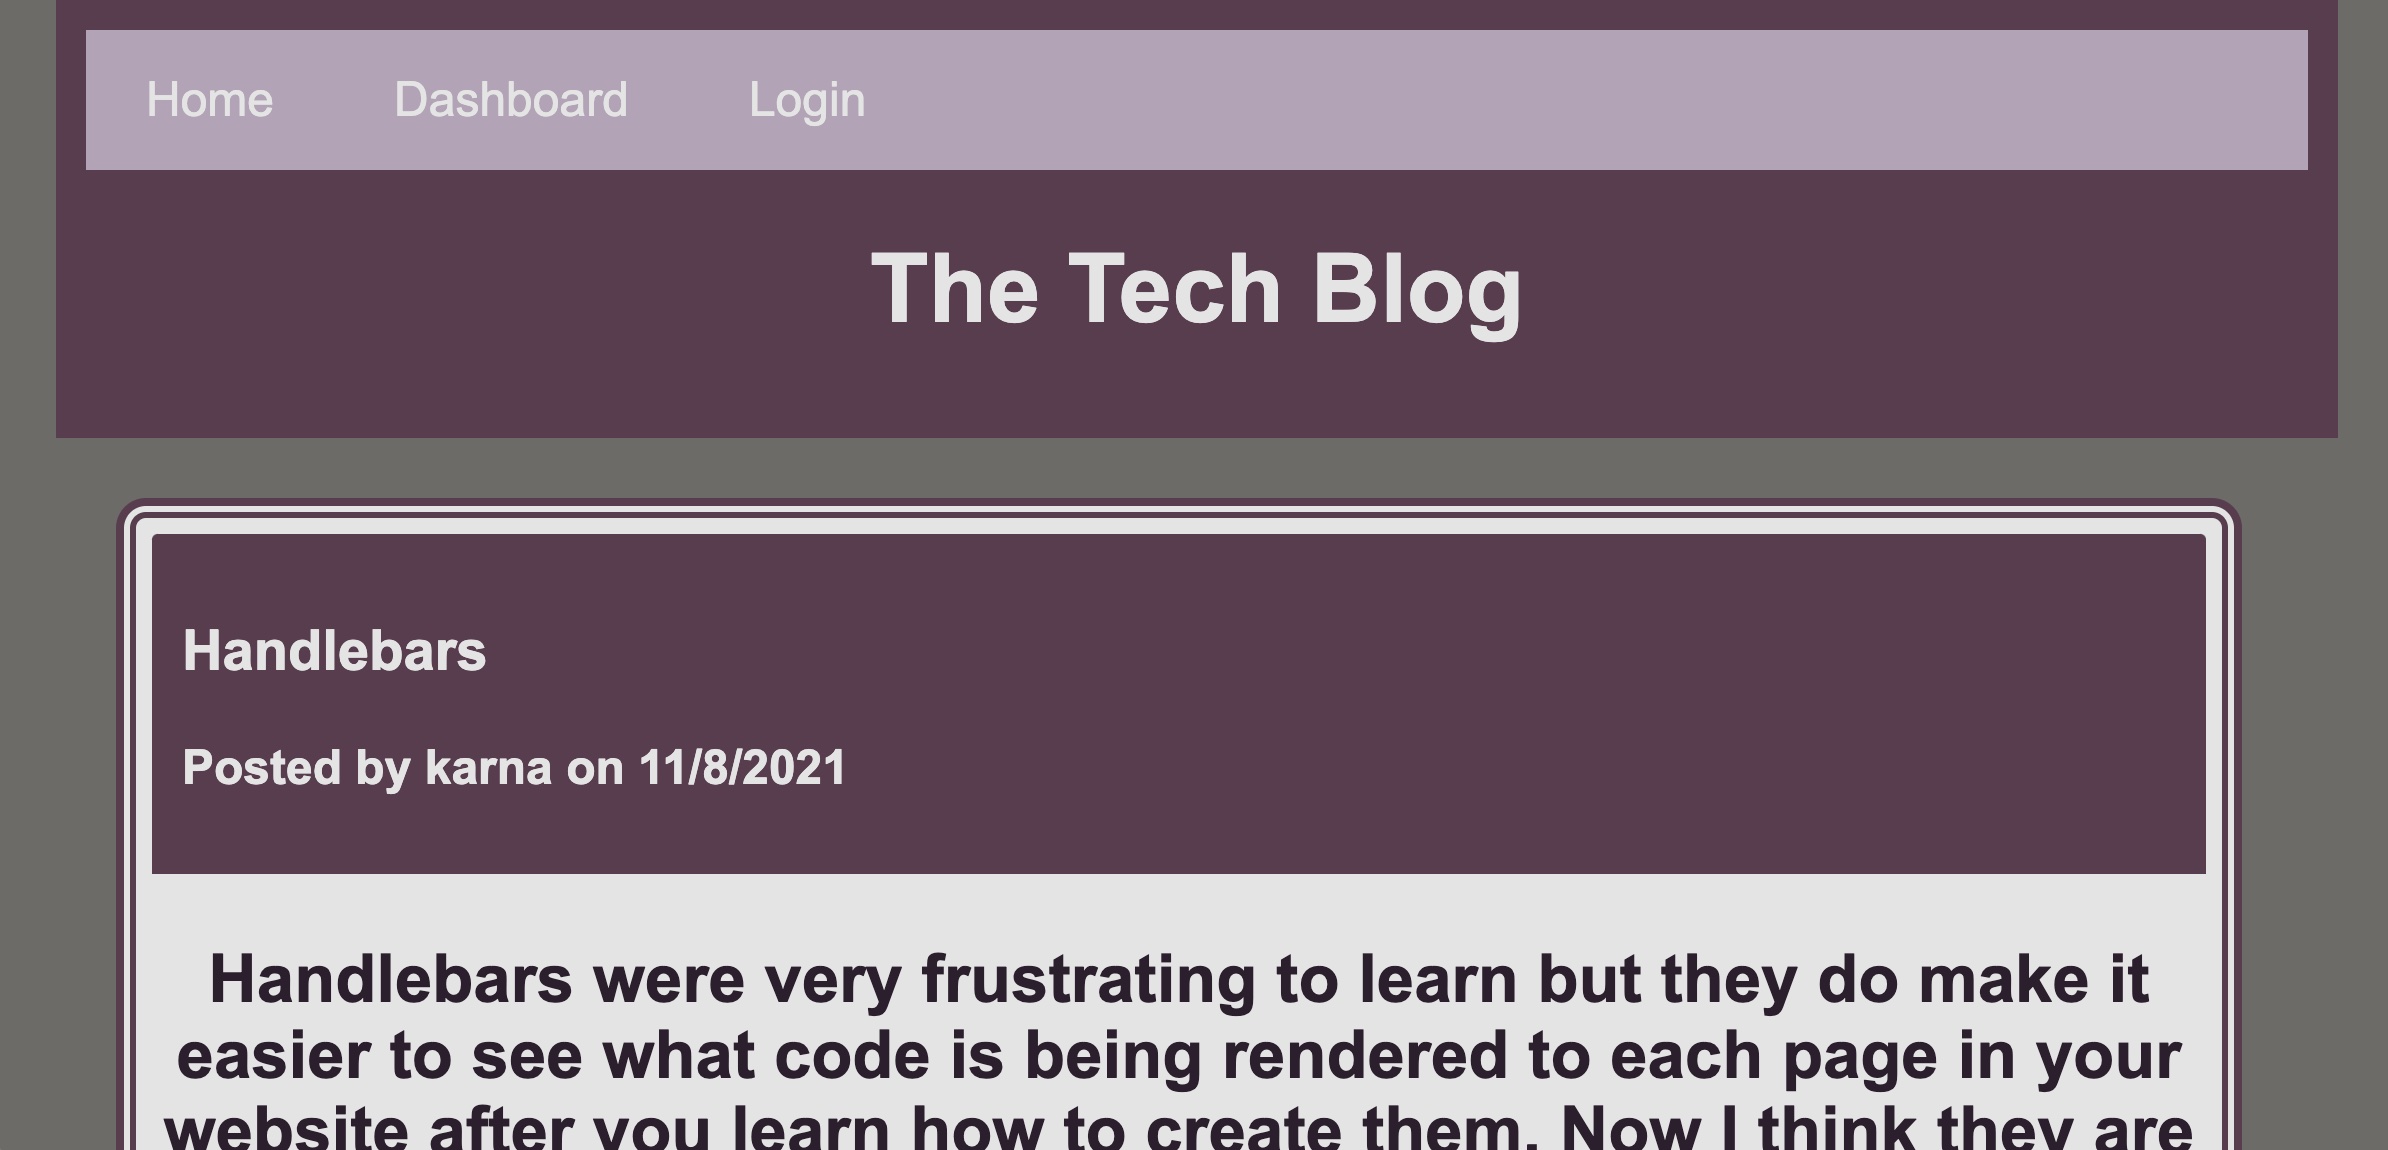 Home Dashboard Login
The Tech Blog
Handlebars
Posted by karna on 11/8/2021
Handlebars were very frustrating to learn but they do make it
easier to see what code is being rendered to each page in your
website after you learn how to create them. Now I think they are